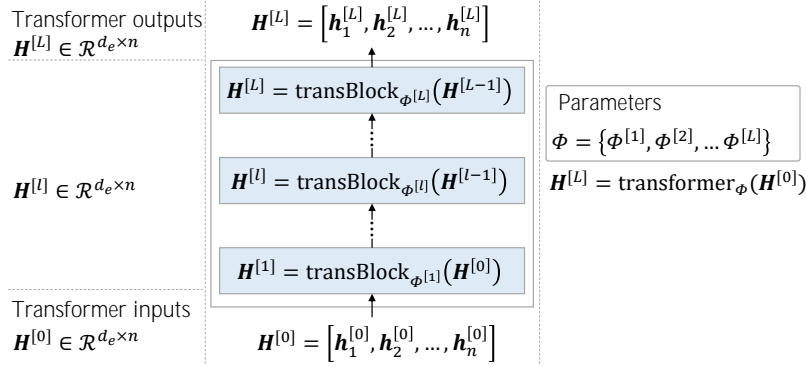 Transformer outputs
𝑯^[L] ∈ ℛ^{d_e×n}
𝑯^[L] = [𝒉_1^[L], 𝒉_2^[L], … , 𝒉_n^[L]]
𝑯^[L] = transBlock_{Φ^[L]}(𝑯^[L−1])
Parameters
Φ = {Φ^[1], Φ^[2], … Φ^[L]}
𝑯^[l] ∈ ℛ^{d_e×n}
𝑯^[l] = transBlock_{Φ^[l]}(𝑯^[l−1])
𝑯^[L] = transformer_Φ(𝑯^[0])
𝑯^[1] = transBlock_{Φ^[1]}(𝑯^[0])
Transformer inputs
𝑯^[0] ∈ ℛ^{d_e×n}
𝑯^[0] = [𝒉_1^[0], 𝒉_2^[0], … , 𝒉_n^[0]]